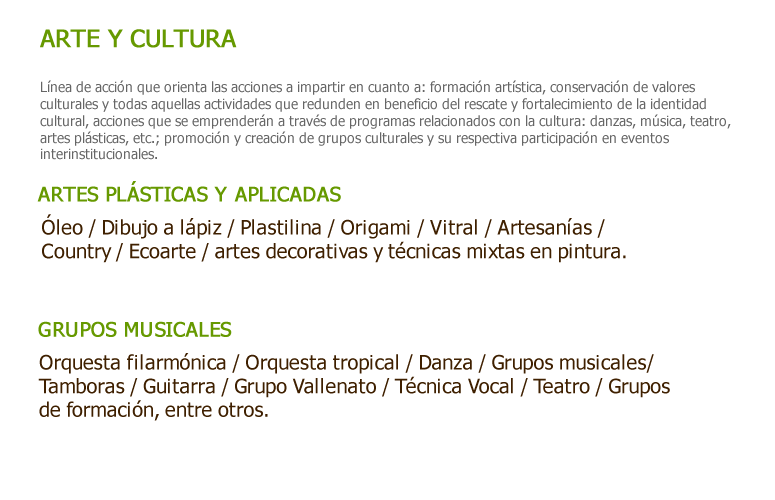 ARTE Y CULTURA
Línea de acción que orienta las acciones a impartir en cuanto a: formación artística, conservación de valores
culturales y todas aquellas actividades que redunden en beneficio del rescate y fortalecimiento de la identidad
cultural, acciones que se emprenderán a través de programas relacionados con la cultura: danzas, música, teatro,
artes plásticas, etc.; promoción y creación de grupos culturales y su respectiva participación en eventos
interinstitucionales.
ARTES PLÁSTICAS Y APLICADAS
Óleo / Dibujo a lápiz / Plastilina / Origami / Vitral / Artesanías /
Country / Ecoarte / artes decorativas y técnicas mixtas en pintura.
GRUPOS MUSICALES
Orquesta filarmónica / Orquesta tropical / Danza / Grupos musicales/
Tamboras / Guitarra / Grupo Vallenato / Técnica Vocal / Teatro / Grupos
de formación, entre otros.